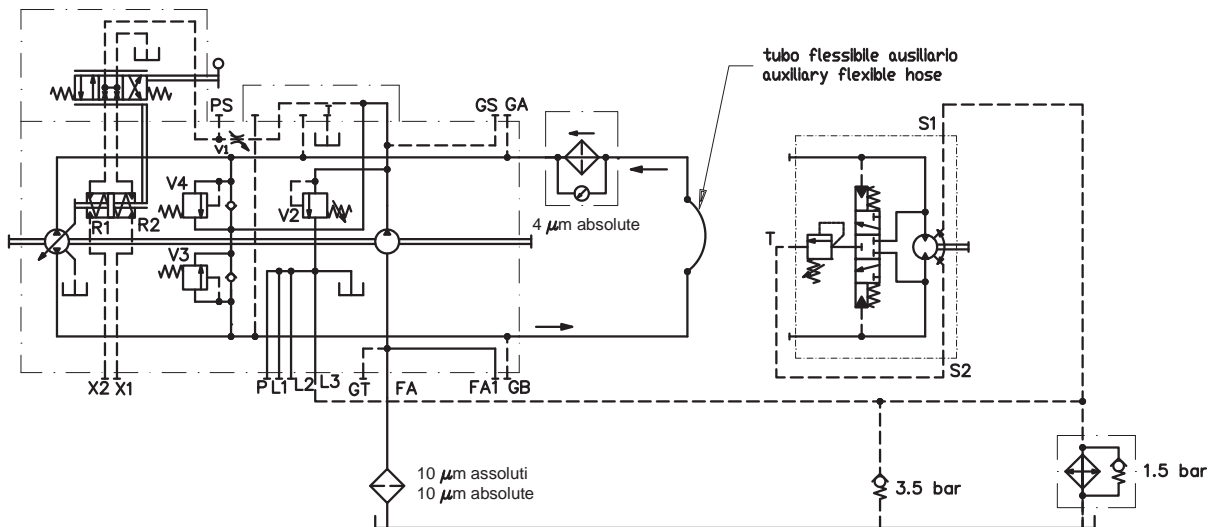 tubo flessibile ausiliario
auxiliary flexible hose
PS
GS GA
S1
V1
V4
V2
4 μm absolute
R1
R2
V3
T
S2
X2 X1
P L1 L2 L3
GT
FA
FA1
GB
10 μm assoluti
10 μm absolute
3.5 bar
1.5 bar